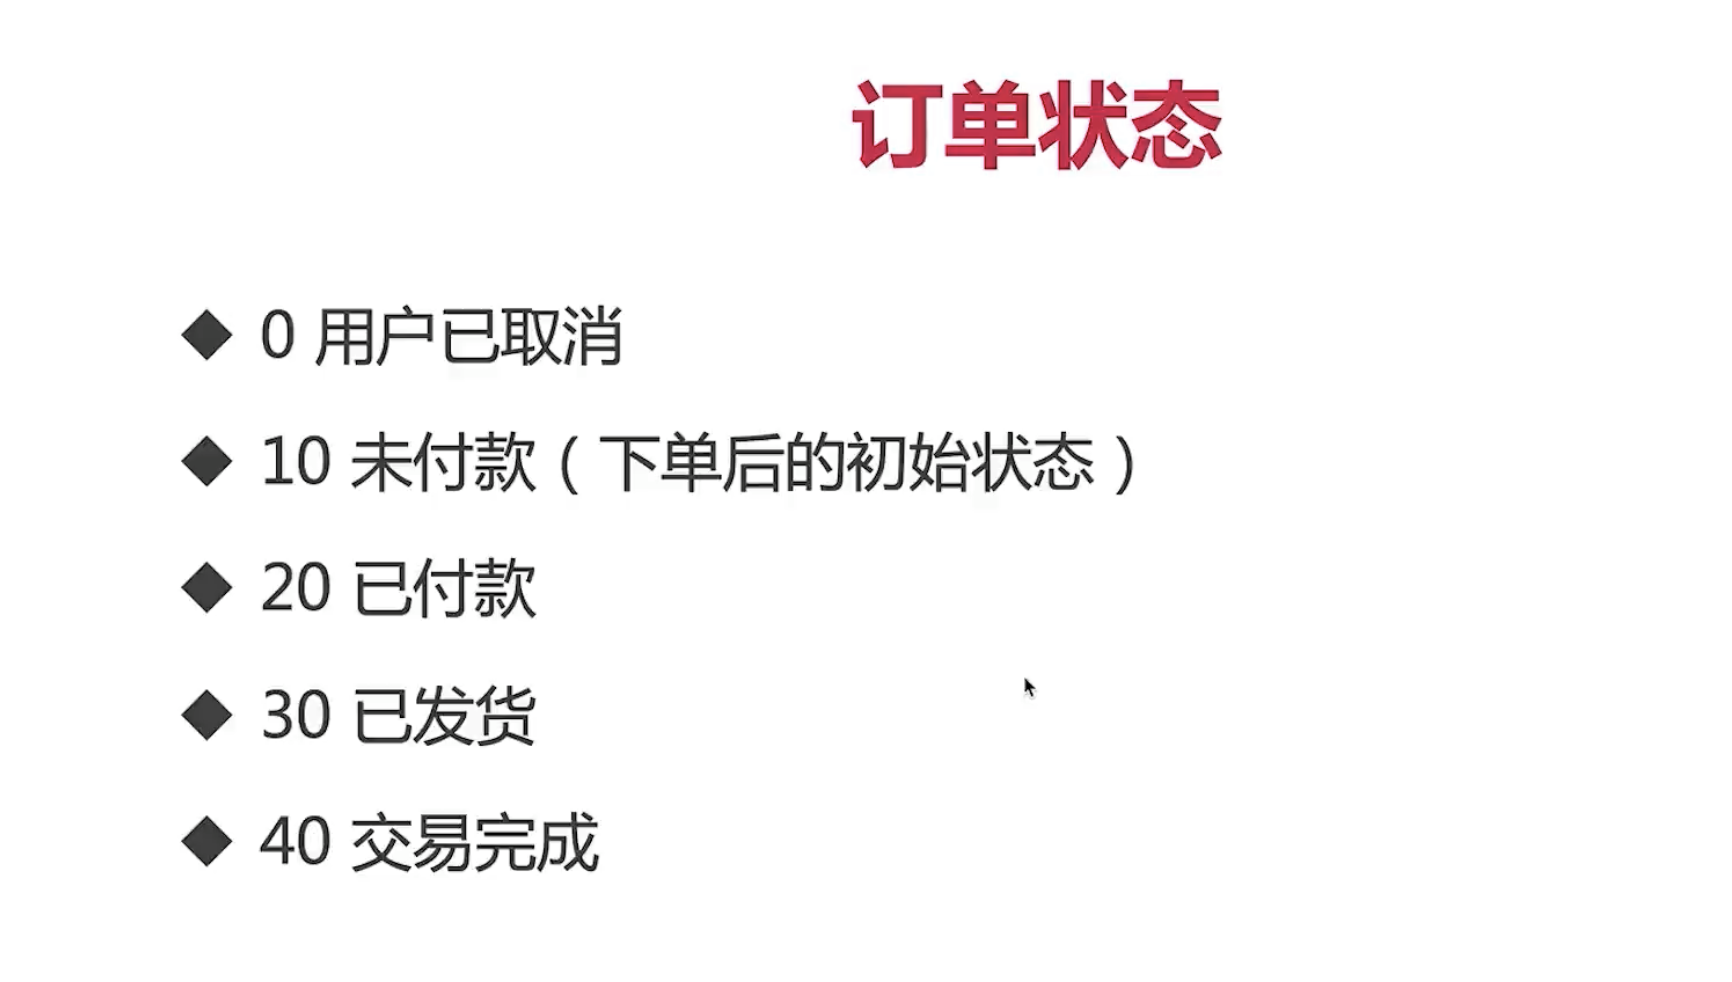 订单状态
◆ 0 用户已取消
◆ 10 未付款（下单后的初始状态）
◆ 20 已付款
◆ 30 已发货
◆ 40 交易完成